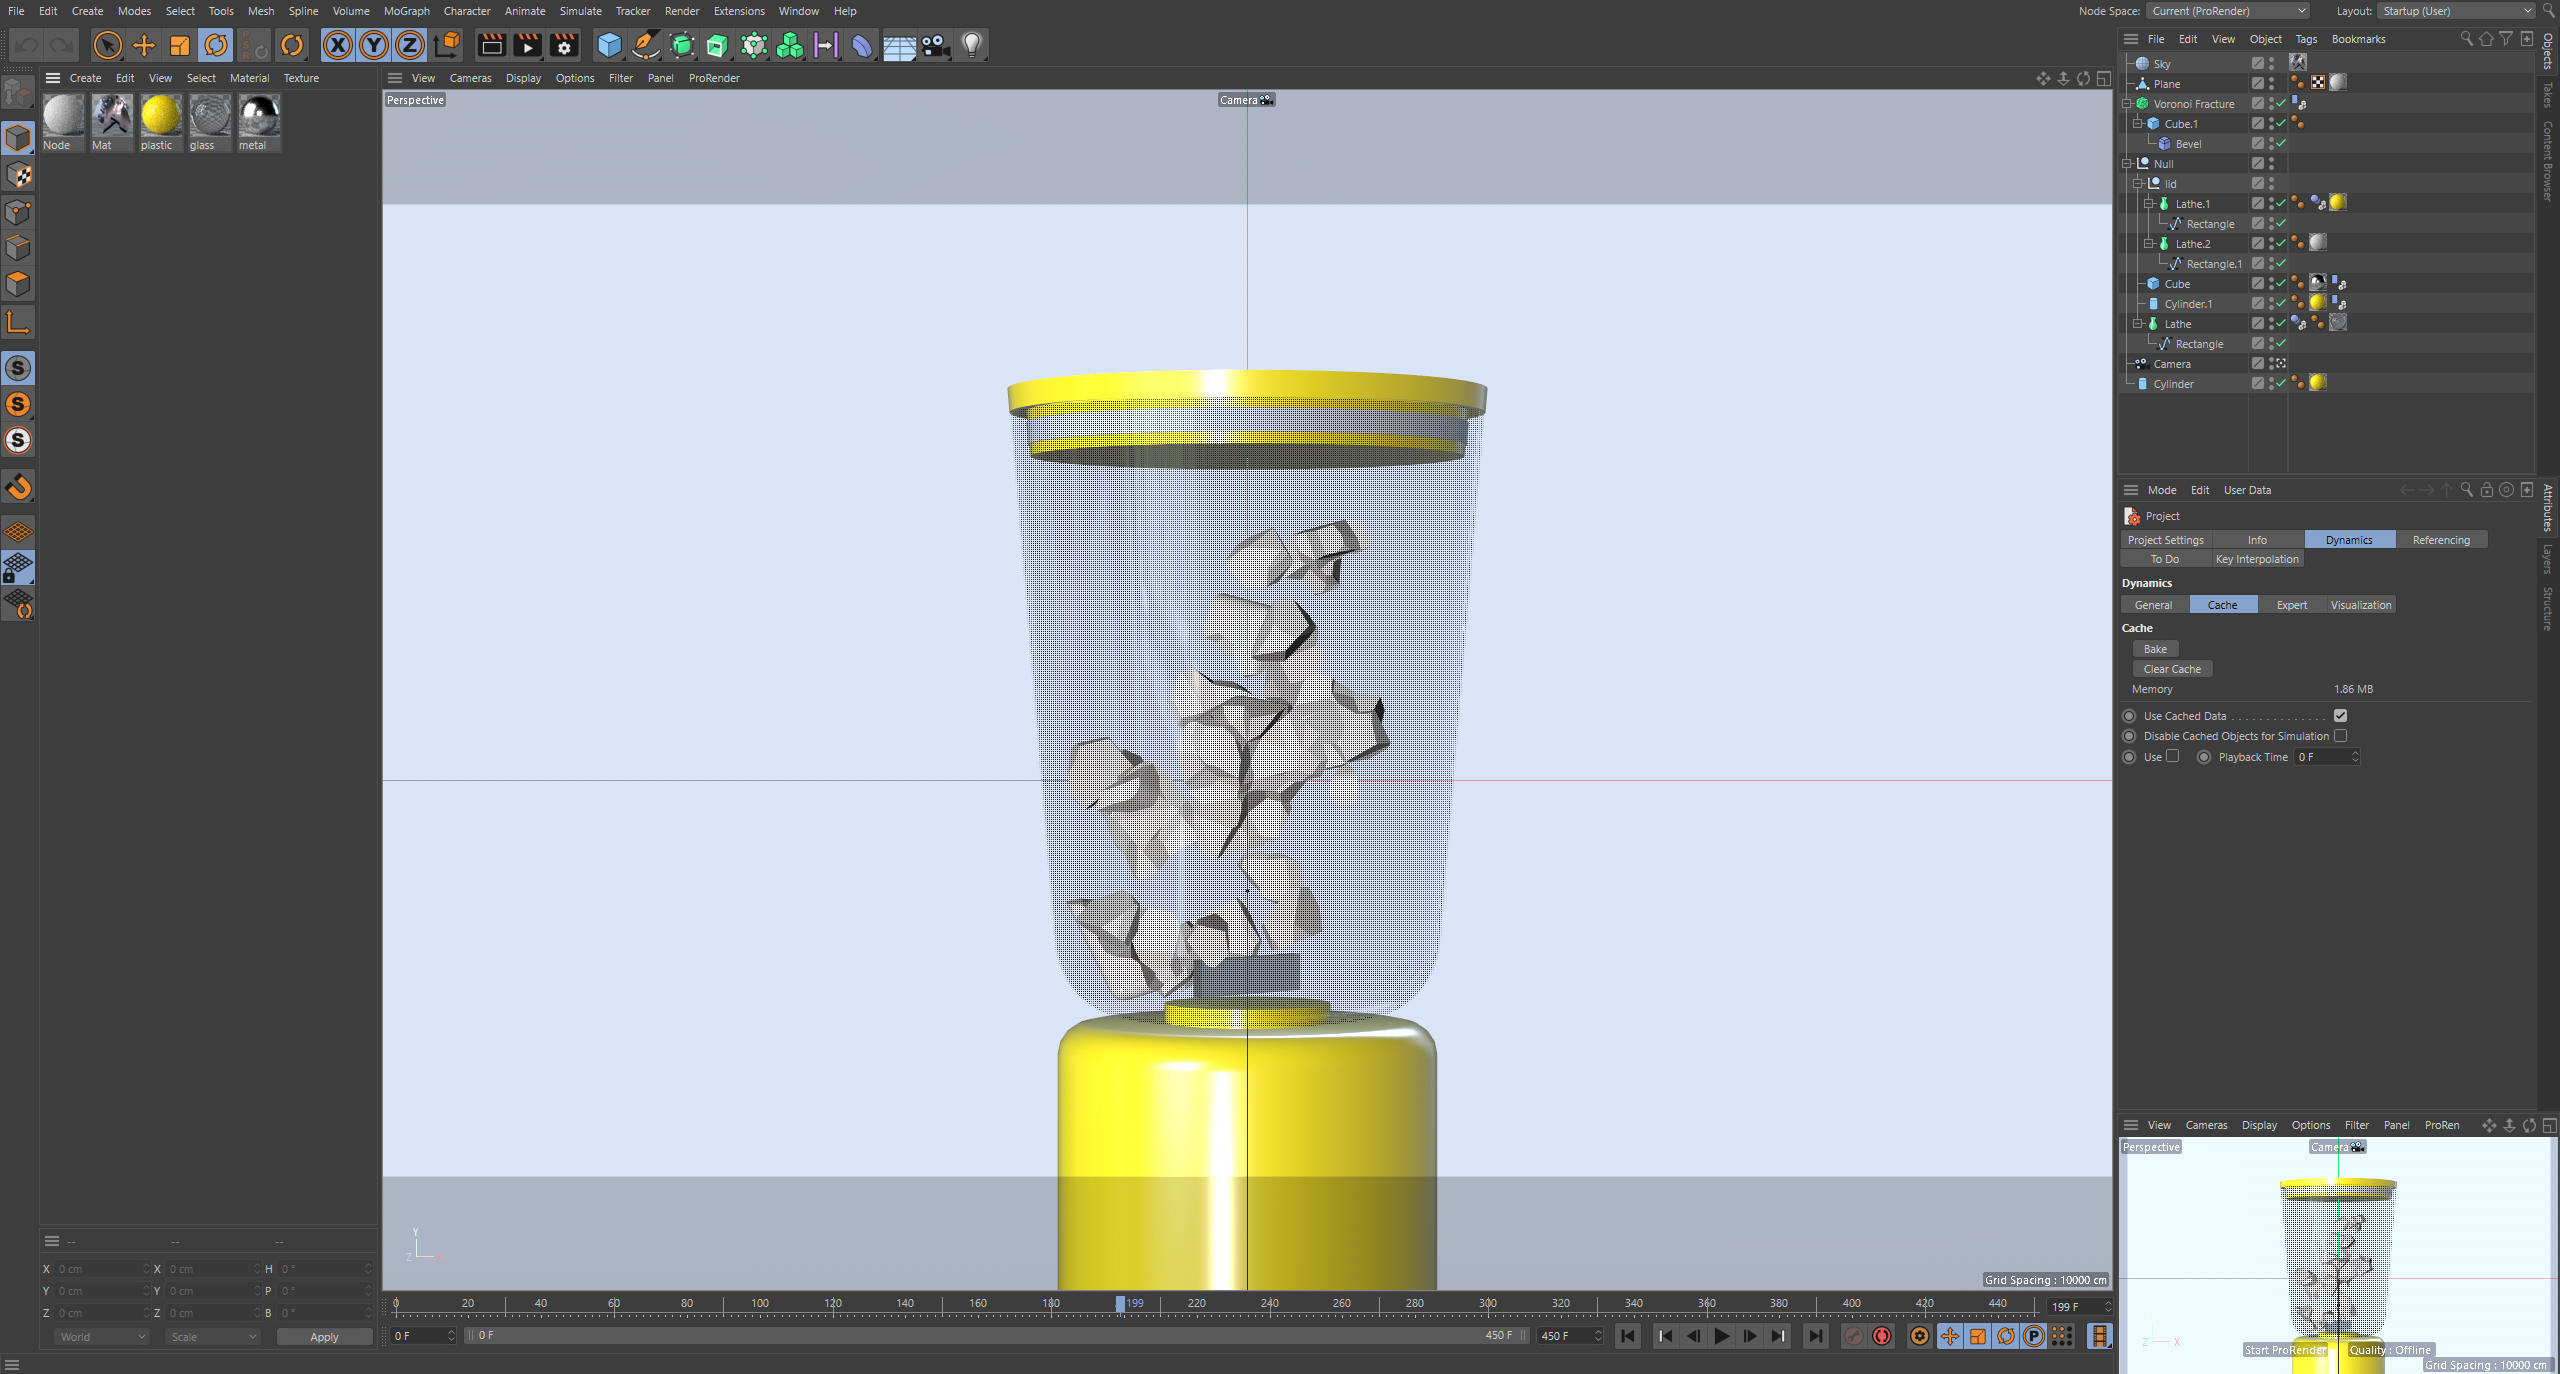 File Edit Create Modes Select Tools Mesh Spline Volume MoGraph Character Animate Simulate Tracker Render Extensions Window Help
Node Space: Current (ProRender) Layout: Startup (User)
X Y Z
File Edit View Object Tags Bookmarks
Create Edit View Select Material Texture
View Cameras Display Options Filter Panel ProRender
Perspective
Camera
Node Mat plastic glass metal
Sky
Plane
Voronoi Fracture
Cube.1
Bevel
Null
lid
Lathe.1
Rectangle
Lathe.2
Rectangle.1
Cube
Cylinder.1
Lathe
Rectangle
Camera
Cylinder
Objects
Takes
Content Browser
Mode Edit User Data
Project
Project Settings Info Dynamics Referencing
To Do Key Interpolation
Dynamics
General Cache Expert Visualization
Cache
Bake
Clear Cache
Memory 1.86 MB
Use Cached Data
Disable Cached Objects for Simulation
Use Playback Time 0 F
Attributes
Layers
Structure
View Cameras Display Options Filter Panel ProRen
Perspective
Camera
Start ProRender Quality : Offline
Grid Spacing : 10000 cm
Z X
Y
Z
Grid Spacing : 10000 cm
0 20 40 60 80 100 120 140 160 180 199 220 240 260 280 300 320 340 360 380 400 420 440
199 F
0 F 0 F 450 F 450 F
P
-- -- --
X 0 cm X 0 cm H 0 °
Y 0 cm Y 0 cm P 0 °
Z 0 cm Z 0 cm B 0 °
World Scale Apply
S
S
S